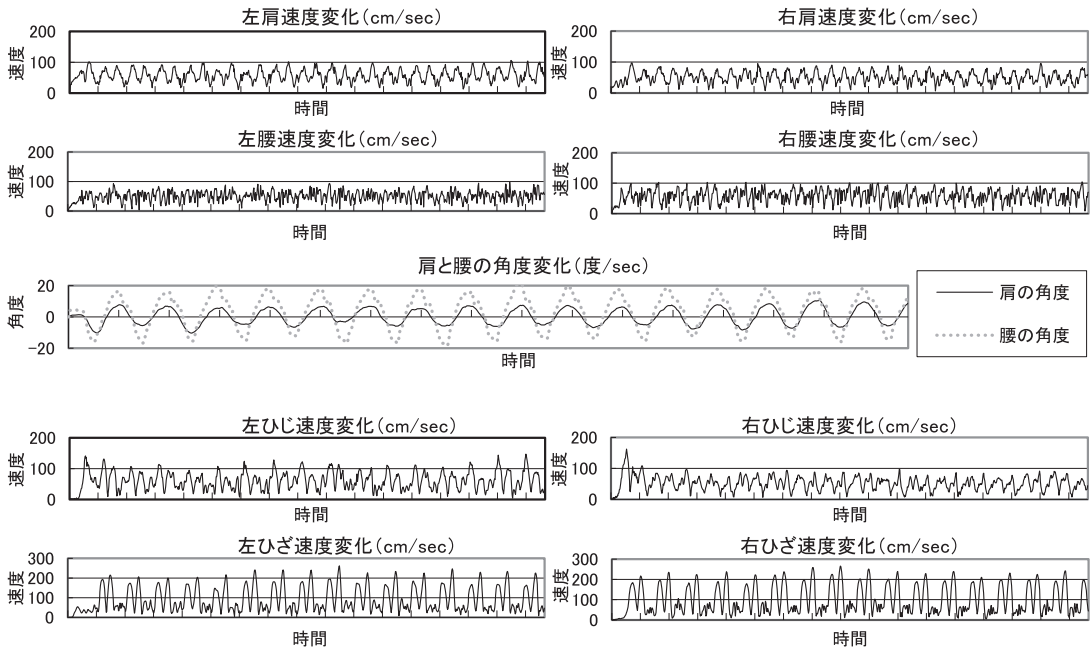 左肩速度変化(cm/sec)
200
100
0
速度
時間
右肩速度変化(cm/sec)
200
100
0
速度
時間
左腰速度変化(cm/sec)
200
100
0
速度
時間
右腰速度変化(cm/sec)
200
100
0
速度
時間
肩と腰の角度変化(度/sec)
20
0
-20
角度
時間
肩の角度
腰の角度
左ひじ速度変化(cm/sec)
200
100
0
速度
時間
右ひじ速度変化(cm/sec)
200
100
0
速度
時間
左ひざ速度変化(cm/sec)
300
200
100
0
速度
時間
右ひざ速度変化(cm/sec)
300
200
100
0
速度
時間